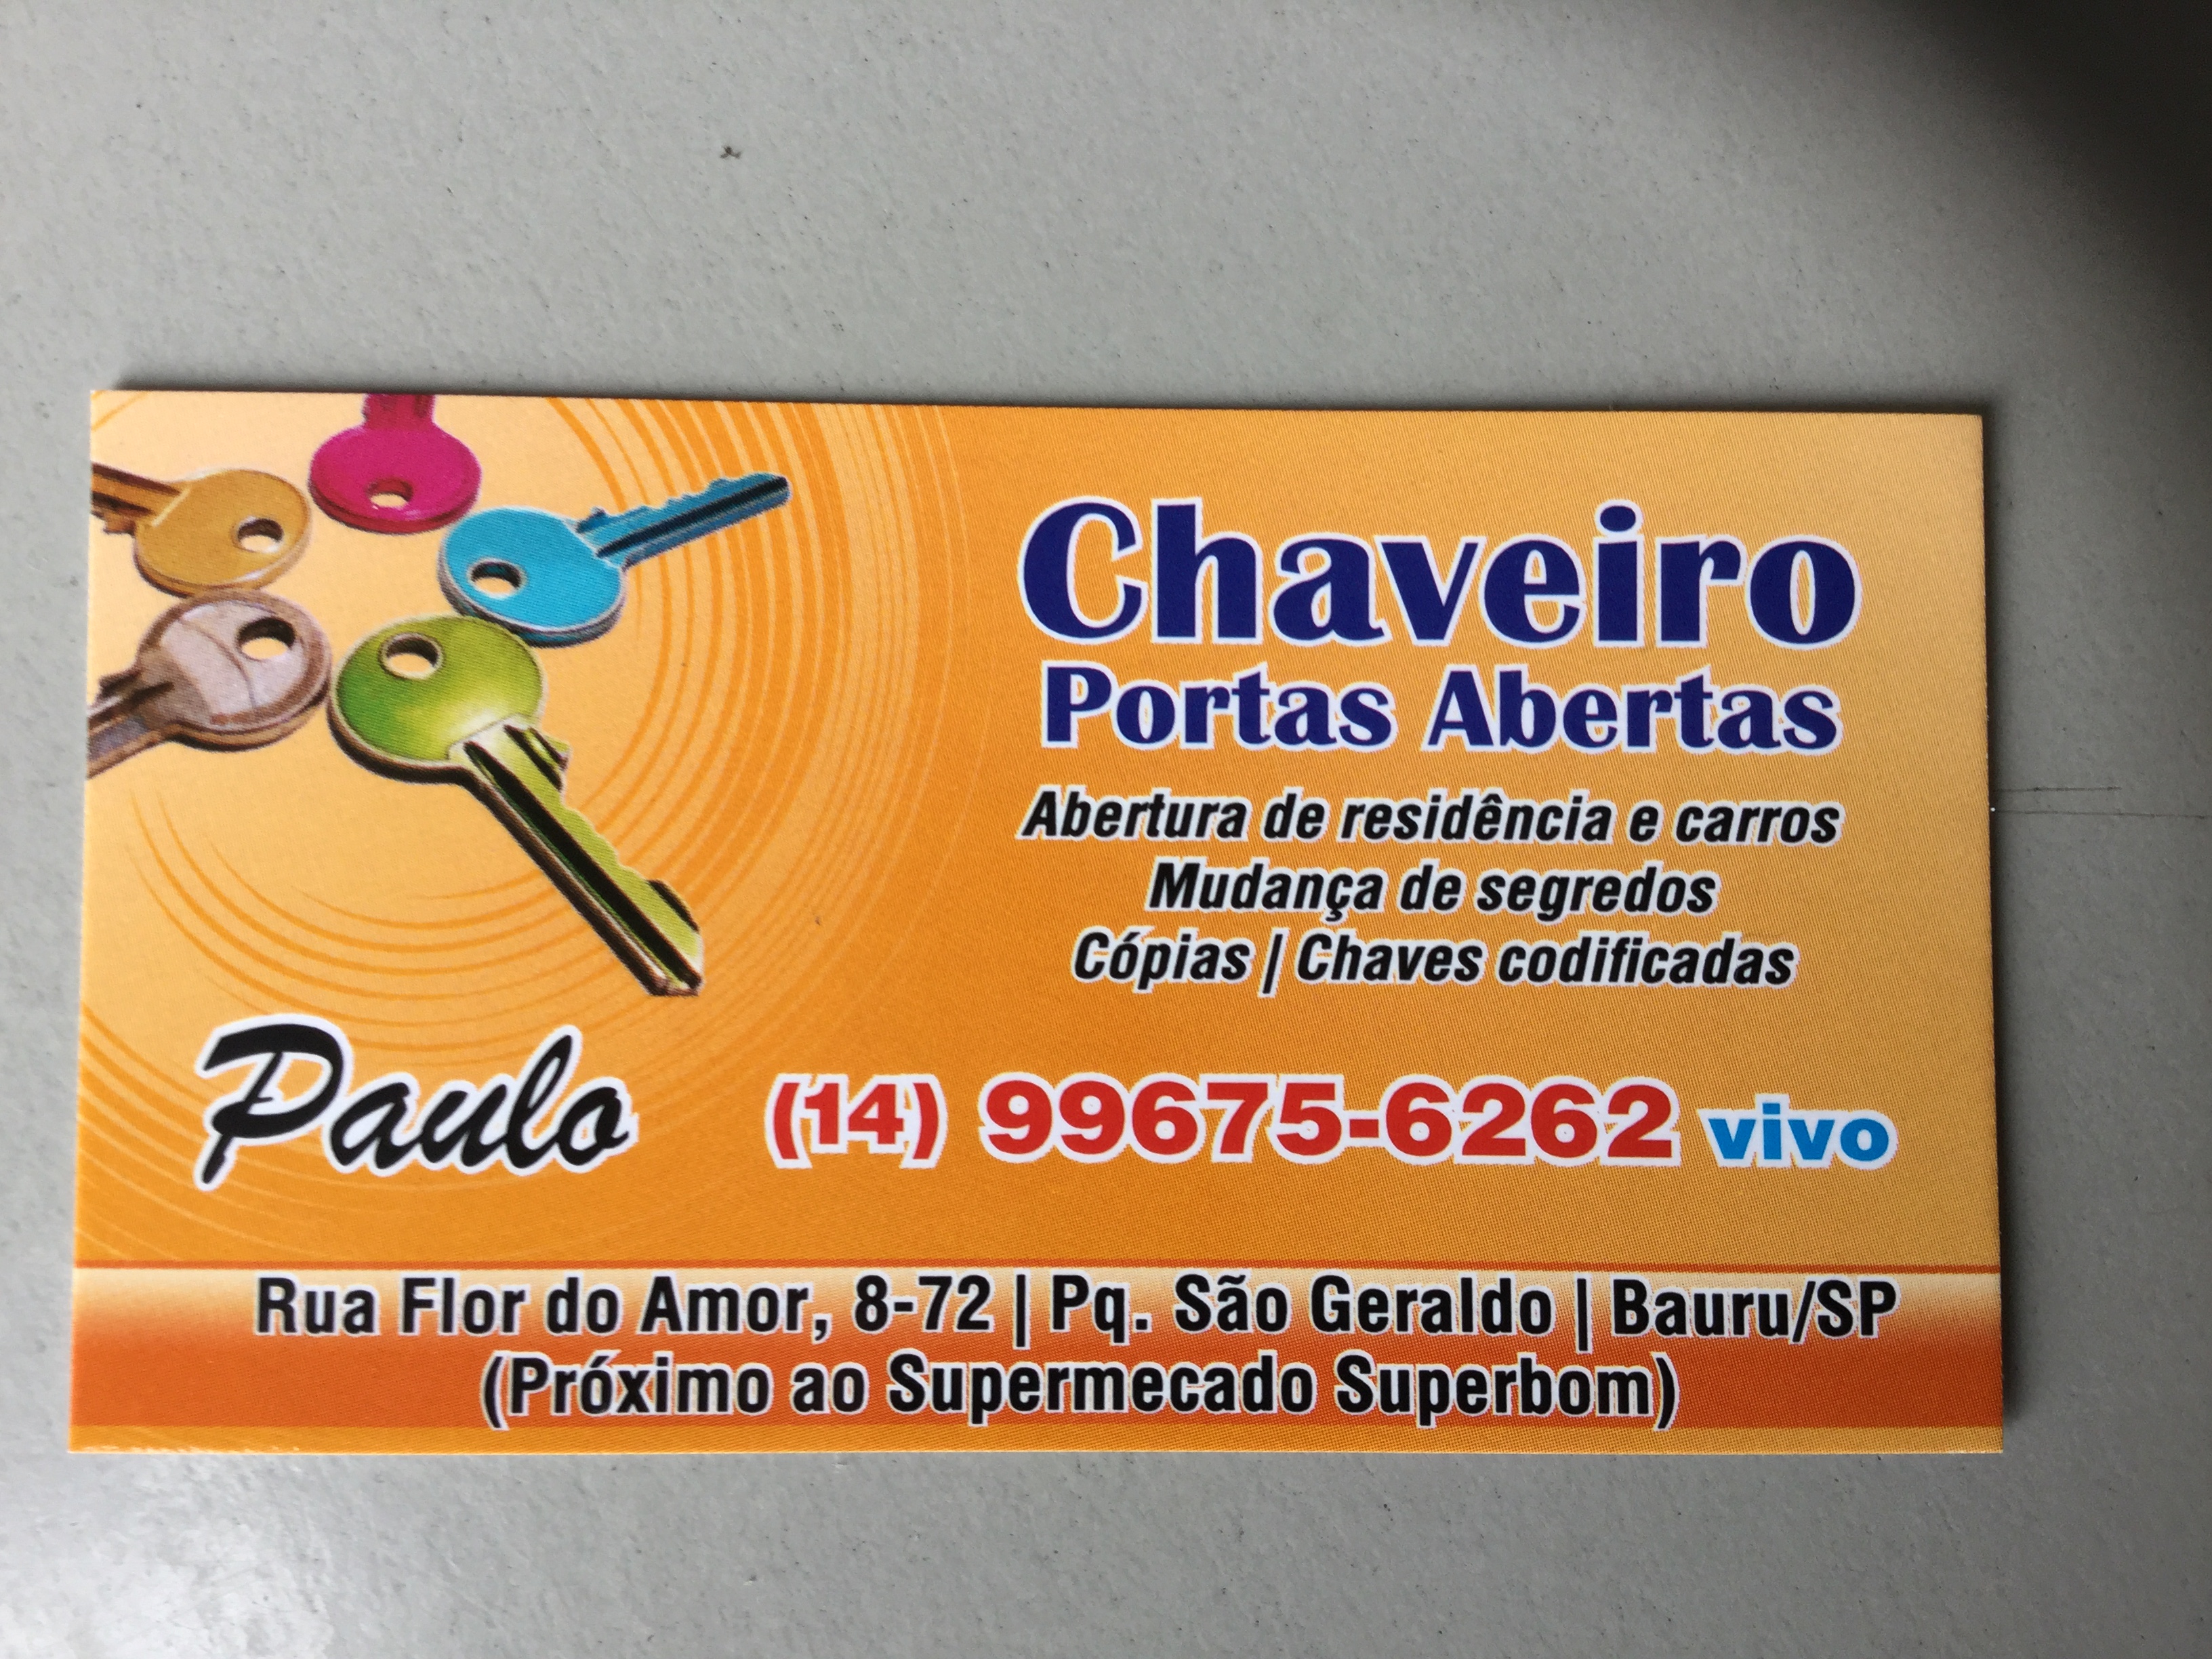 Chaveiro
Portas Abertas
Abertura de residência e carros
Mudança de segredos
Cópias | Chaves codificadas
Paulo (14) 99675-6262 vivo
Rua Flor do Amor, 8-72 | Pq. São Geraldo | Bauru/SP
(Próximo ao Supermecado Superbom)